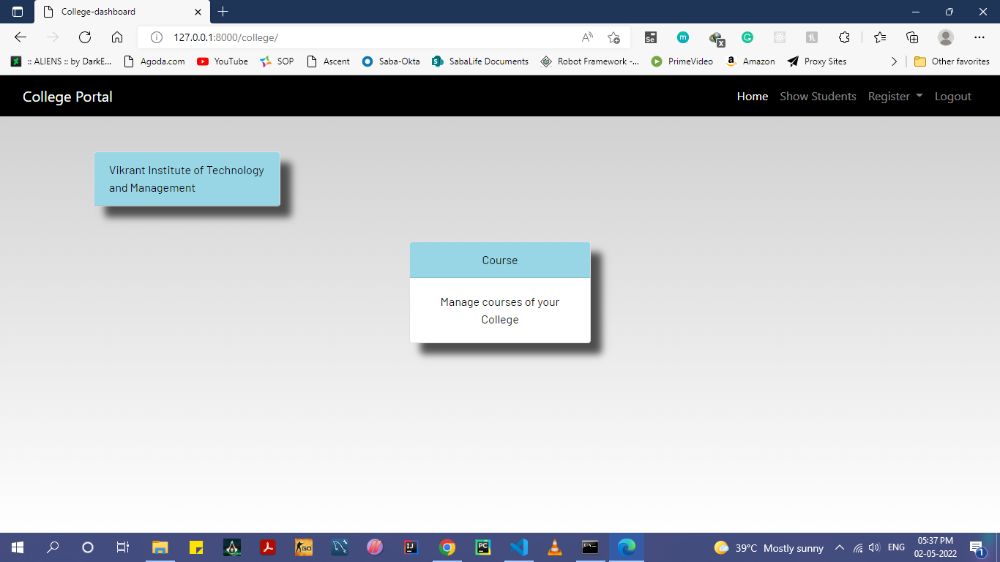 College-dashboard
127.0.0.1:8000/college/
:: ALIENS :: by DarkE... Agoda.com YouTube SOP Ascent Saba-Okta SabaLife Documents Robot Framework -... PrimeVideo Amazon Proxy Sites Other favorites
College Portal Home Show Students Register Logout
Vikrant Institute of Technology
and Management
Course
Manage courses of your
College
39°C Mostly sunny ENG 05:37 PM
02-05-2022
1